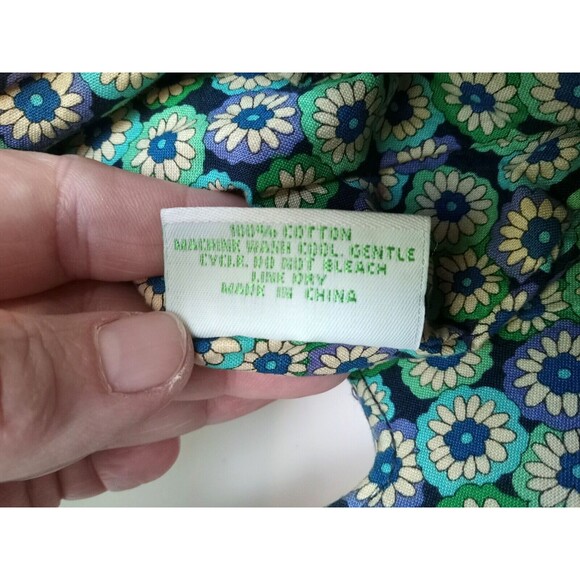 100% COTTON
MACHINE WASH COOL, GENTLE
CYCLE. DO NOT BLEACH
LINE DRY
MADE IN CHINA